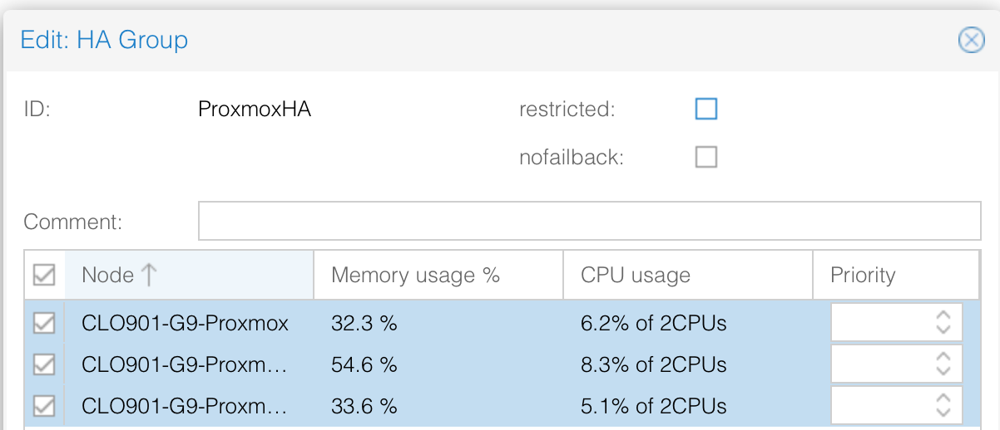 Edit: HA Group
ID: ProxmoxHA restricted:
nofailback:
Comment:
Node Memory usage % CPU usage Priority
CLO901-G9-Proxmox 32.3 % 6.2% of 2CPUs
CLO901-G9-Proxm... 54.6 % 8.3% of 2CPUs
CLO901-G9-Proxm... 33.6 % 5.1% of 2CPUs